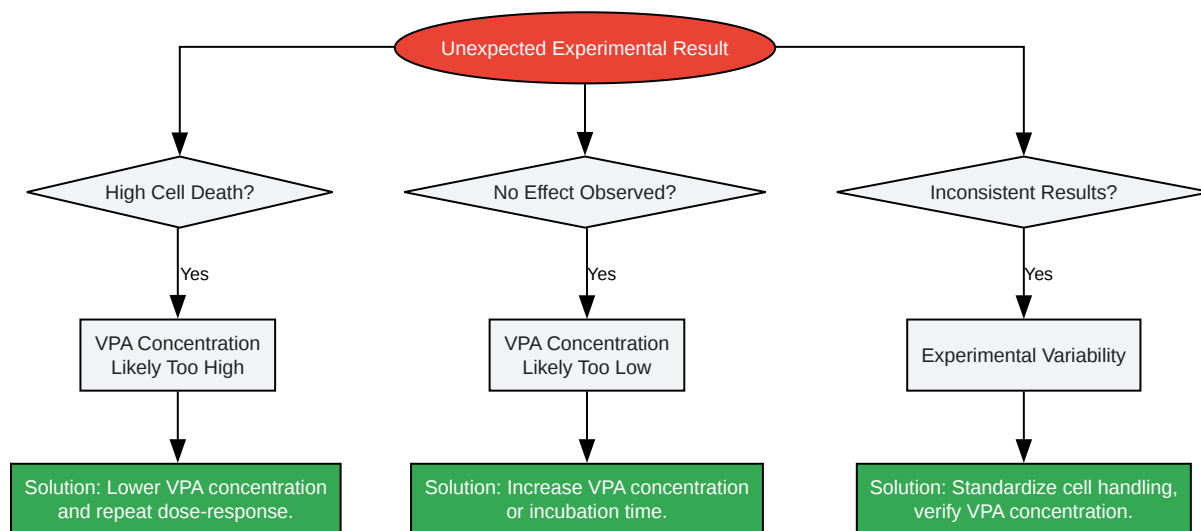 Unexpected Experimental Result
High Cell Death?
No Effect Observed?
Inconsistent Results?
Yes
Yes
Yes
VPA Concentration
Likely Too High
VPA Concentration
Likely Too Low
Experimental Variability
Solution: Lower VPA concentration
and repeat dose-response.
Solution: Increase VPA concentration
or incubation time.
Solution: Standardize cell handling,
verify VPA concentration.